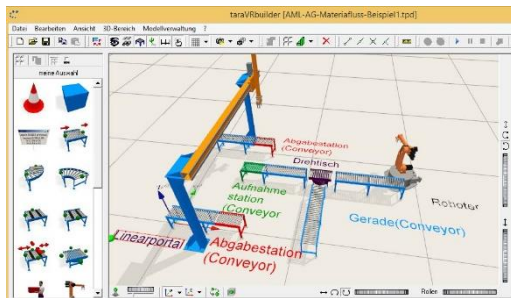 taraVRbuilder [AML-AG-Materialfluss-Beispiel1.zpd]
Datei Bearbeiten Ansicht 3D-Bereich Modellverwaltung ?
meine Auswahl
Abgabestation
(Conveyor)
Drehtisch
Aufnahme
station
(Conveyor
Roboter
Gerade(Conveyor)
Linearportal
Abgabestation
(Conveyor)
Rolen